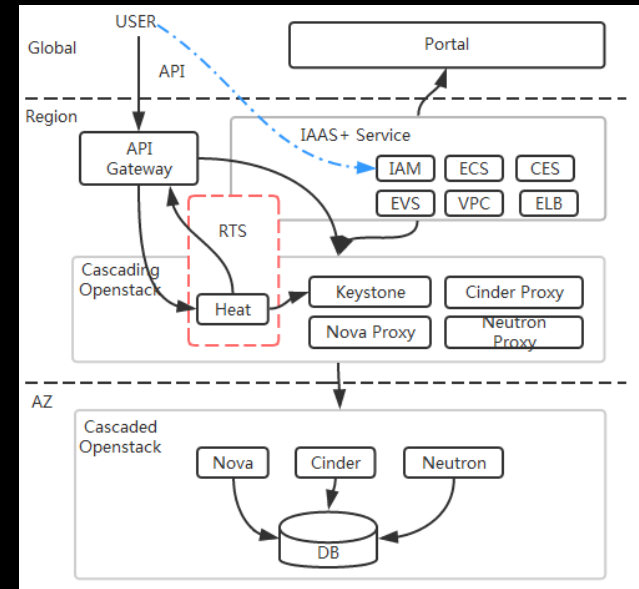 USER
Global
Portal
API
Region
IAAS+ Service
API
Gateway
IAM
ECS
CES
EVS
VPC
ELB
RTS
Cascading
Openstack
Keystone
Cinder Proxy
Heat
Nova Proxy
Neutron
Proxy
AZ
Cascaded
Openstack
Nova
Cinder
Neutron
DB